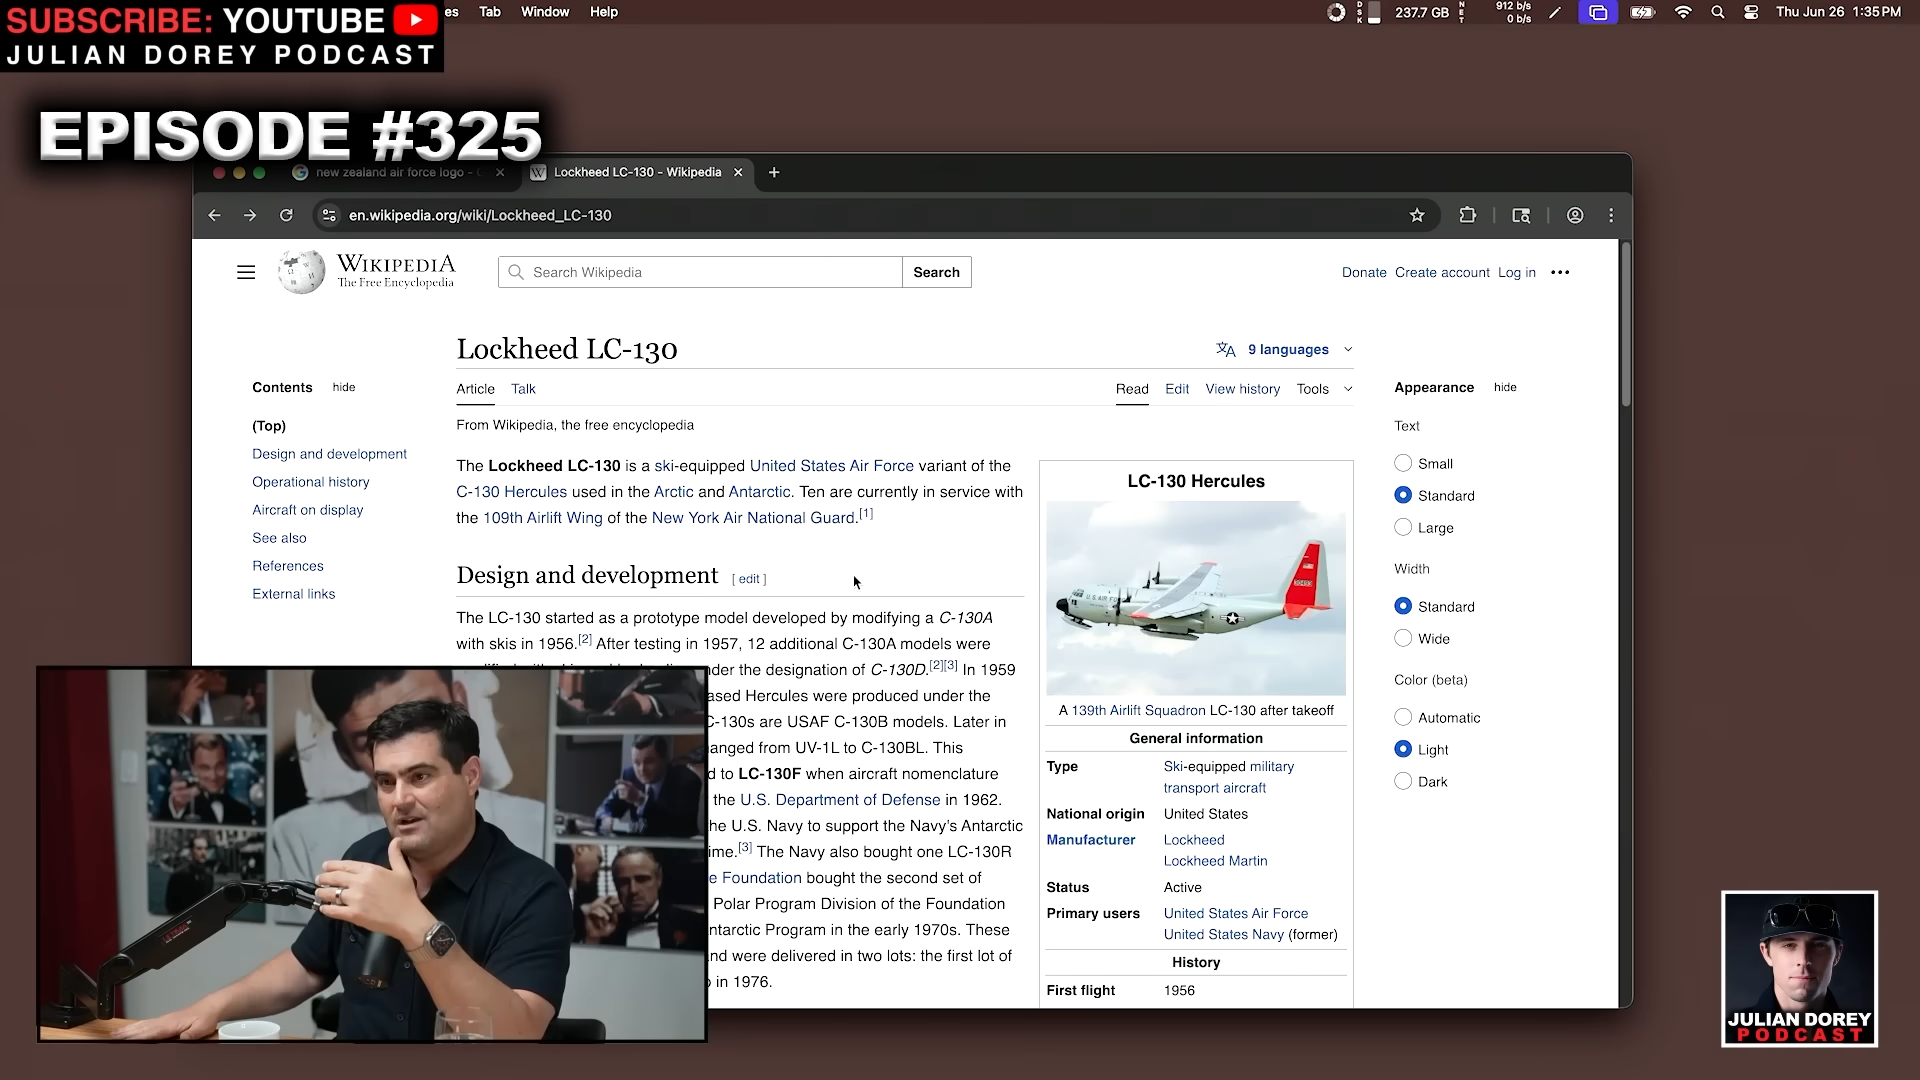 SUBSCRIBE: YOUTUBE
JULIAN DOREY PODCAST
es Tab Window Help
237.7 GB
912 b/s
0 b/s
Thu Jun 26 1:35 PM
EPISODE #325
new zealand air force logo -
Lockheed LC-130 - Wikipedia
en.wikipedia.org/wiki/Lockheed_LC-130
WIKIPEDIA
The Free Encyclopedia
Search Wikipedia
Search
Donate Create account Log in
Lockheed LC-130
9 languages
Contents hide
(Top)
Design and development
Operational history
Aircraft on display
See also
References
External links
Article Talk
Read Edit View history Tools
From Wikipedia, the free encyclopedia
The Lockheed LC-130 is a ski-equipped United States Air Force variant of the
C-130 Hercules used in the Arctic and Antarctic. Ten are currently in service with
the 109th Airlift Wing of the New York Air National Guard.[1]
Design and development [ edit ]
The LC-130 started as a prototype model developed by modifying a C-130A
with skis in 1956.[2] After testing in 1957, 12 additional C-130A models were
nder the designation of C-130D.[2][3] In 1959
ased Hercules were produced under the
C-130s are USAF C-130B models. Later in
anged from UV-1L to C-130BL. This
d to LC-130F when aircraft nomenclature
the U.S. Department of Defense in 1962.
he U.S. Navy to support the Navy's Antarctic
ime.[3] The Navy also bought one LC-130R
e Foundation bought the second set of
Polar Program Division of the Foundation
ntarctic Program in the early 1970s. These
nd were delivered in two lots: the first lot of
in 1976.
LC-130 Hercules
U.S. AIR FO
A 139th Airlift Squadron LC-130 after takeoff
General information
Type Ski-equipped military
transport aircraft
National origin United States
Manufacturer Lockheed
Lockheed Martin
Status Active
Primary users United States Air Force
United States Navy (former)
History
First flight 1956
Appearance hide
Text
Small
Standard
Large
Width
Standard
Wide
Color (beta)
Automatic
Light
Dark
JULIAN DOREY
PODCAST